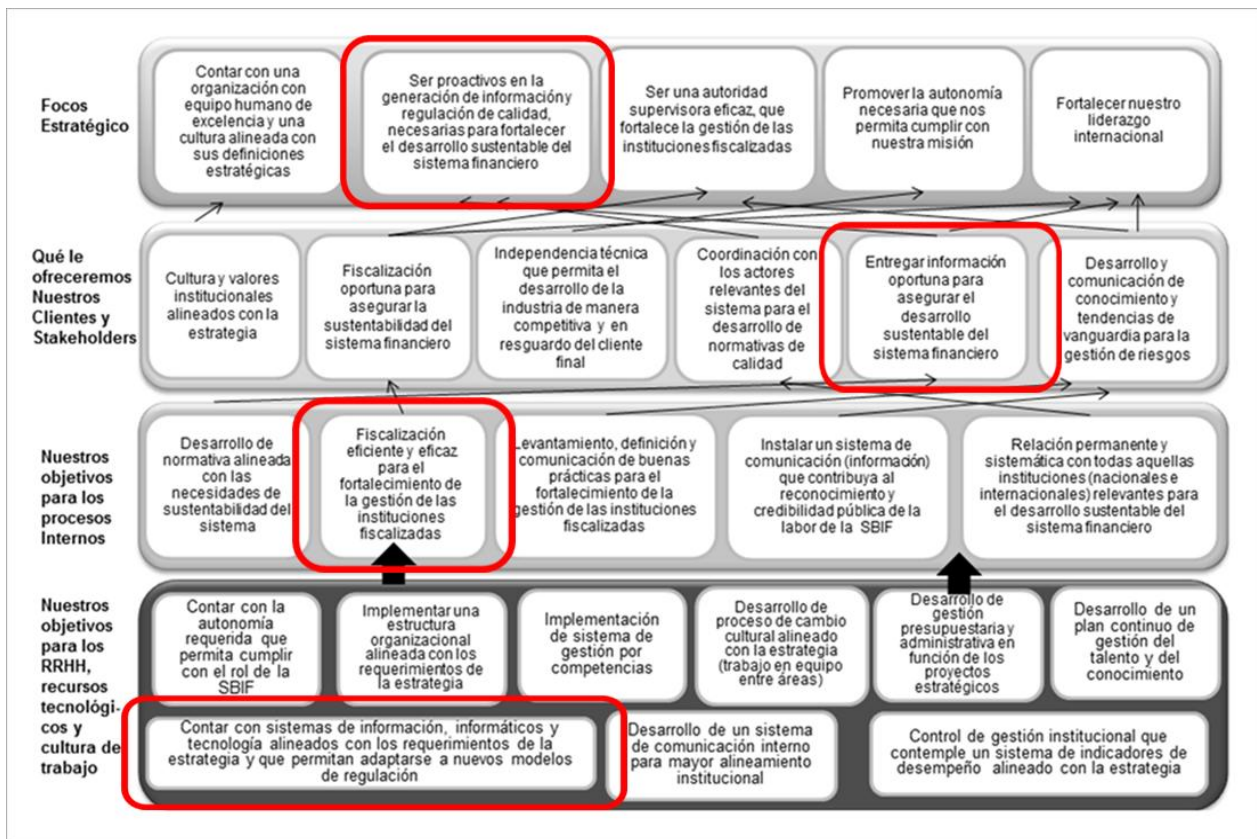 Focos
Estratégico
Contar con una
organización con
equipo humano de
excelencia y una
cultura alineada con
sus definiciones
estratégicas
Ser proactivos en la
generación de información y
regulación de calidad,
necesarias para fortalecer
el desarrollo sustentable del
sistema financiero
Ser una autoridad
supervisora eficaz, que
fortalece la gestión de las
instituciones fiscalizadas
Promover la autonomía
necesaria que nos
permita cumplir con
nuestra misión
Fortalecer nuestro
liderazgo
internacional
Qué le
ofreceremos
Nuestros
Clientes y
Stakeholders
Cultura y valores
institucionales
alineados con la
estrategia
Fiscalización
oportuna para
asegurar la
sustentabilidad del
sistema financiero
Independencia técnica
que permita el
desarrollo de la
industria de manera
competitiva y en
resguardo del cliente
final
Coordinación con
los actores
relevantes del
sistema para el
desarrollo de
normativas de
calidad
Entregar información
oportuna para
asegurar el
desarrollo
sustentable del
sistema financiero
Desarrollo y
comunicación de
conocimiento y
tendencias de
vanguardia para la
gestión de riesgos
Nuestros
objetivos
para los
procesos
Internos
Desarrollo de
normativa alineada
con las
necesidades de
sustentabilidad del
sistema
Fiscalización
eficiente y eficaz
para el
fortalecimiento de
la gestión de las
instituciones
fiscalizadas
Levantamiento, definición y
comunicación de buenas
prácticas para el
fortalecimiento de la
gestión de las instituciones
fiscalizadas
Instalar un sistema de
comunicación (información)
que contribuya al
reconocimiento y
credibilidad pública de la
labor de la SBIF
Relación permanente y
sistemática con todas aquellas
instituciones (nacionales e
internacionales) relevantes para
el desarrollo sustentable del
sistema financiero
Nuestros
objetivos
para los
RRHH,
recursos
tecnológi-
cos y
cultura de
trabajo
Contar con la
autonomía
requerida que
permita cumplir
con el rol de la
SBIF
Implementar una
estructura
organizacional
alineada con los
requerimientos de
la estrategia
Implementación
de sistema de
gestión por
competencias
Desarrollo de
proceso de cambio
cultural alineado
con la estrategia
(trabajo en equipo
entre áreas)
Desarrollo de
gestión
presupuestaria y
administrativa en
función de los
proyectos
estratégicos
Desarrollo de un
plan continuo de
gestión del
talento y del
conocimiento
Contar con sistemas de información, informáticos y
tecnología alineados con los requerimientos de la
estrategia y que permitan adaptarse a nuevos modelos
de regulación
Desarrollo de un sistema
de comunicación interno
para mayor alineamiento
institucional
Control de gestión institucional que
contemple un sistema de indicadores de
desempeño alineado con la estrategia